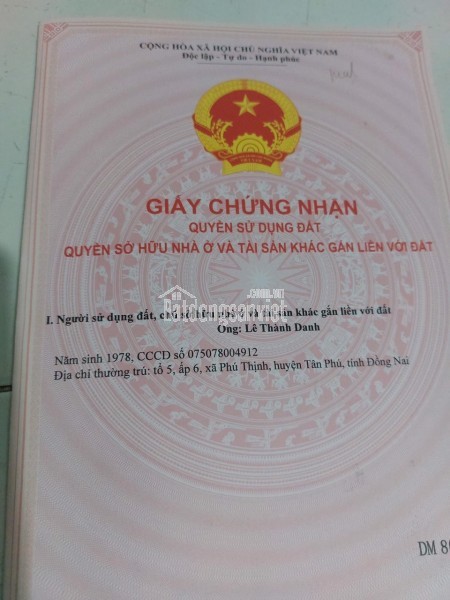 CỘNG HÒA XÃ HỘI CHỦ NGHĨA VIỆT NAM
Độc lập - Tự do - Hạnh phúc
GIẤY CHỨNG NHẬN
QUYỀN SỬ DỤNG ĐẤT
QUYỀN SỞ HỮU NHÀ Ở VÀ TÀI SẢN KHÁC GẮN LIỀN VỚI ĐẤT
Batdongsanviet
.COM.VN
I. Người sử dụng đất, chủ sở hữu nhà ở và tài sản khác gắn liền với đất
Ông: Lê Thành Danh
Năm sinh 1978, CCCD số 075078004912
Địa chỉ thường trú: tổ 5, ấp 6, xã Phú Thịnh, huyện Tân Phú, tỉnh Đồng Nai
DM